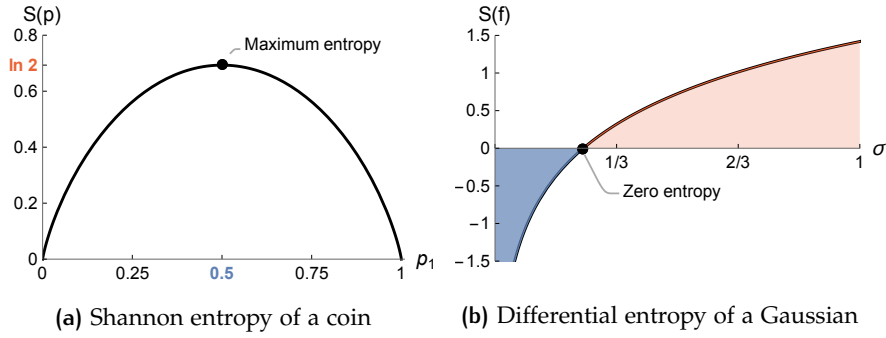 S(p)
0.8
ln 2
0.6
0.4
0.2
0
Maximum entropy
0 0.25 0.5 0.75 1 p1
(a) Shannon entropy of a coin
S(f)
1.5
1
0.5
0
−0.5
−1
−1.5
1/3 2/3 1 σ
Zero entropy
(b) Differential entropy of a Gaussian